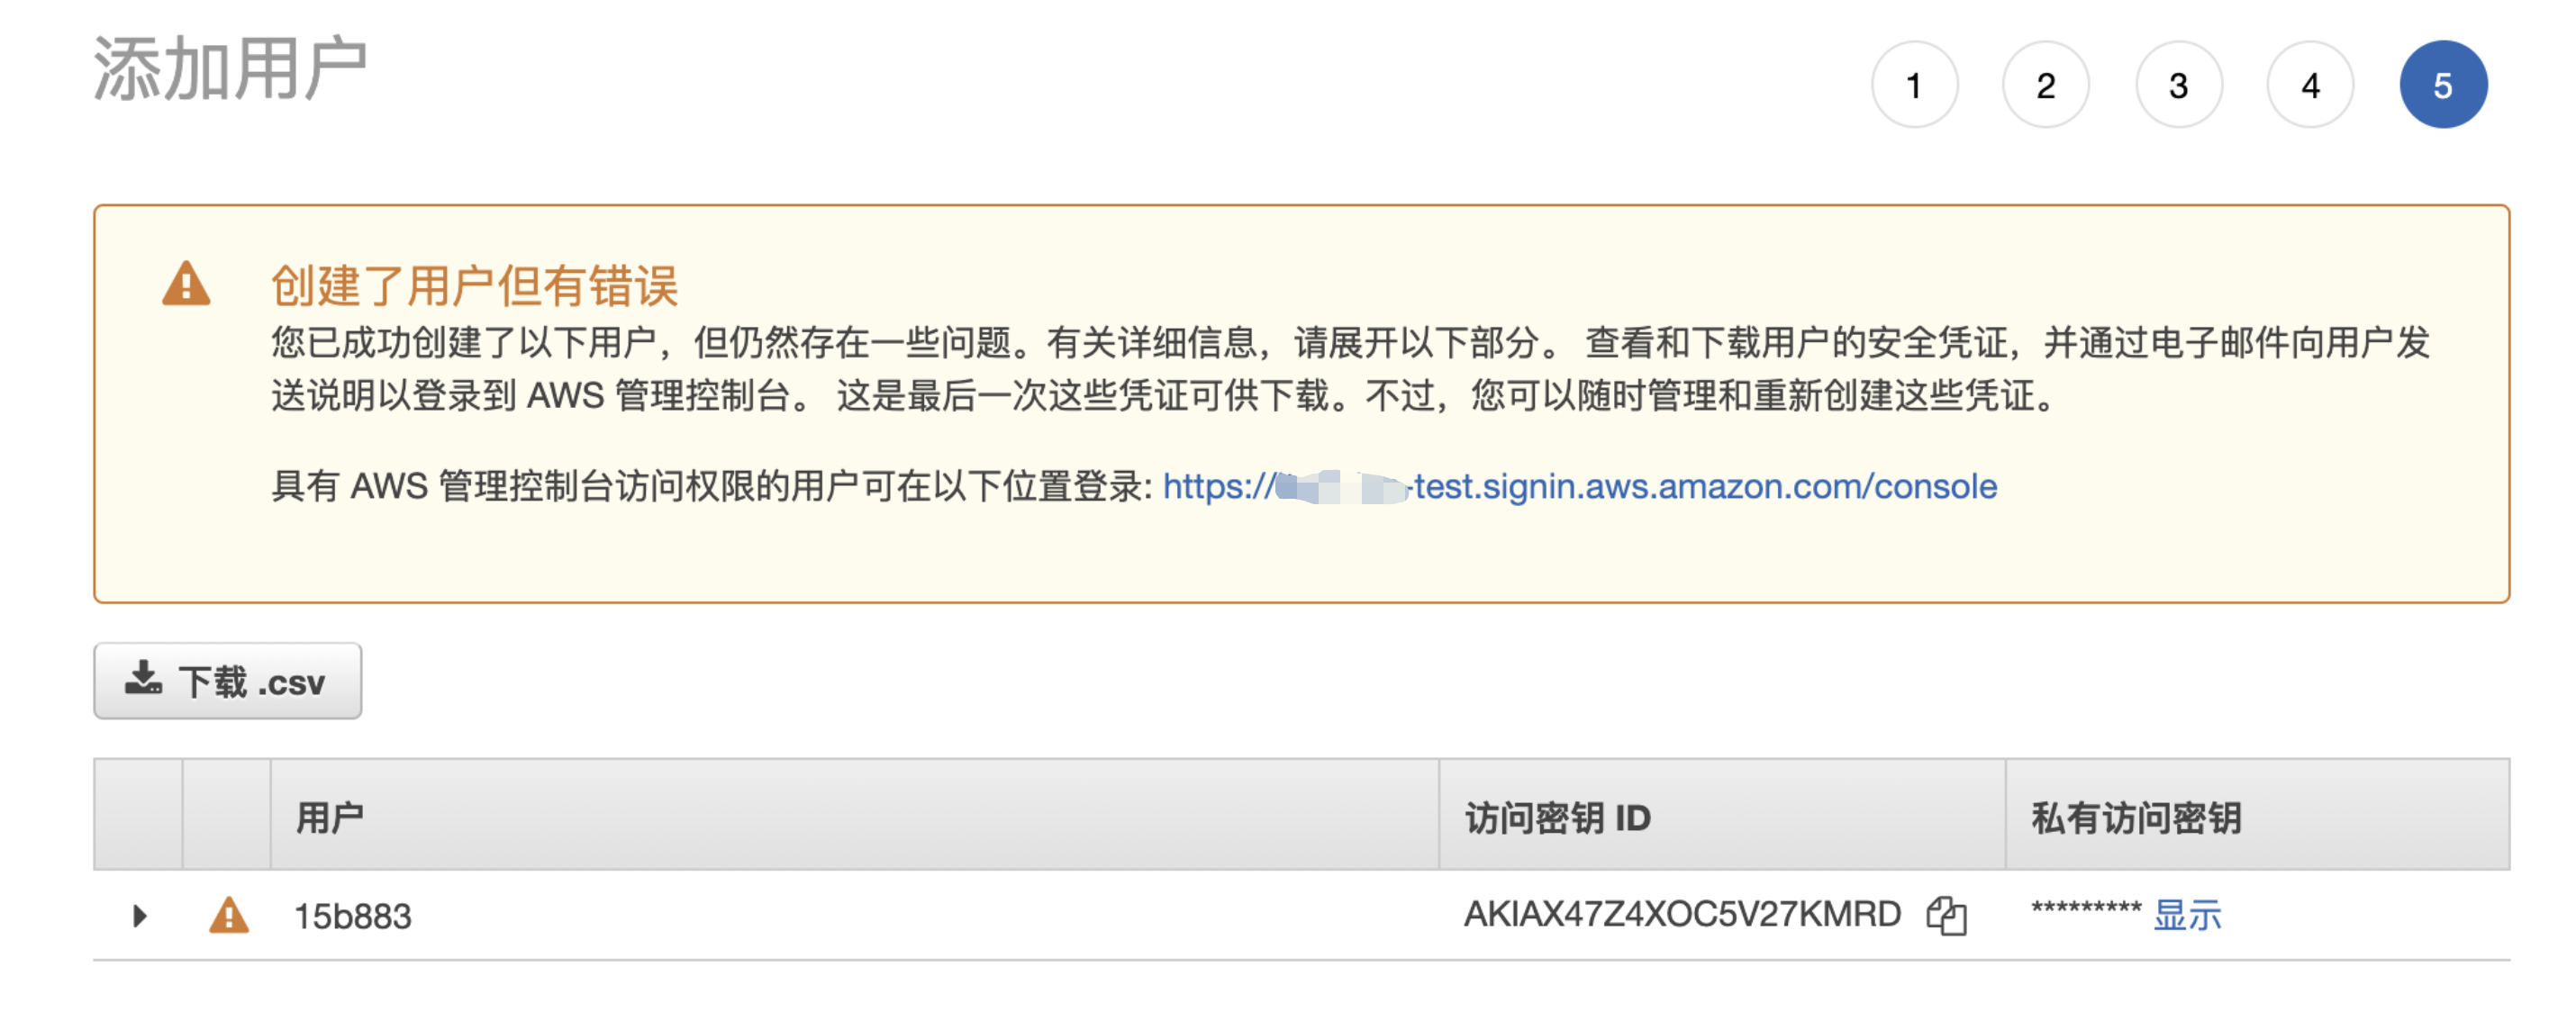 添加用户
1 2 3 4 5
创建了用户但有错误
您已成功创建了以下用户，但仍然存在一些问题。有关详细信息，请展开以下部分。 查看和下载用户的安全凭证，并通过电子邮件向用户发
送说明以登录到 AWS 管理控制台。 这是最后一次这些凭证可供下载。不过，您可以随时管理和重新创建这些凭证。
具有 AWS 管理控制台访问权限的用户可在以下位置登录: https://-test.signin.aws.amazon.com/console
下载 .csv
用户 访问密钥 ID 私有访问密钥
15b883 AKIAX47Z4XOC5V27KMRD ********* 显示